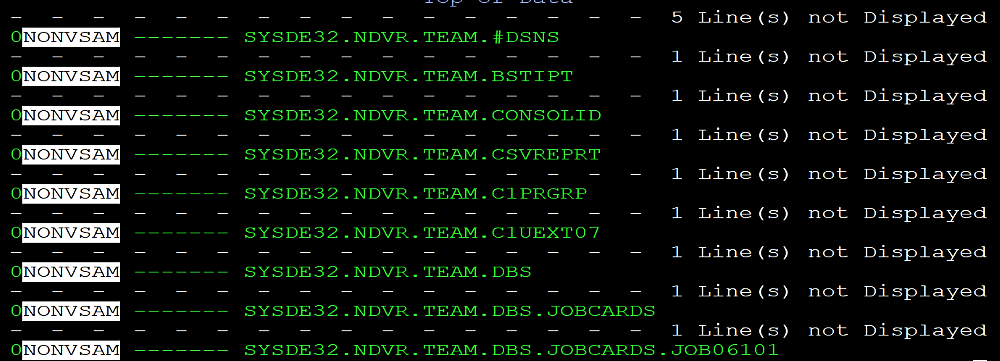 Top of Data
- - - - - - - - - - - - - - - - 5 Line(s) not Displayed
0NONVSAM ------- SYSDE32.NDVR.TEAM.#DSNS
- - - - - - - - - - - - - - - - 1 Line(s) not Displayed
0NONVSAM ------- SYSDE32.NDVR.TEAM.BSTIPT
- - - - - - - - - - - - - - - - 1 Line(s) not Displayed
0NONVSAM ------- SYSDE32.NDVR.TEAM.CONSOLID
- - - - - - - - - - - - - - - - 1 Line(s) not Displayed
0NONVSAM ------- SYSDE32.NDVR.TEAM.CSVREPRT
- - - - - - - - - - - - - - - - 1 Line(s) not Displayed
0NONVSAM ------- SYSDE32.NDVR.TEAM.C1PRGRP
- - - - - - - - - - - - - - - - 1 Line(s) not Displayed
0NONVSAM ------- SYSDE32.NDVR.TEAM.C1UEXT07
- - - - - - - - - - - - - - - - 1 Line(s) not Displayed
0NONVSAM ------- SYSDE32.NDVR.TEAM.DBS
- - - - - - - - - - - - - - - - 1 Line(s) not Displayed
0NONVSAM ------- SYSDE32.NDVR.TEAM.DBS.JOBCARDS
- - - - - - - - - - - - - - - - 1 Line(s) not Displayed
0NONVSAM ------- SYSDE32.NDVR.TEAM.DBS.JOBCARDS.JOB06101